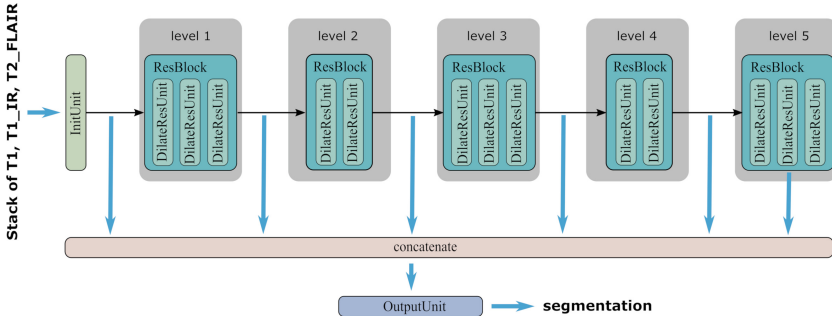 Stack of T1, T1_IR, T2_FLAIR
InitUnit
level 1
ResBlock
DilateResUnit
DilateResUnit
DilateResUnit
level 2
ResBlock
DilateResUnit
DilateResUnit
level 3
ResBlock
DilateResUnit
DilateResUnit
DilateResUnit
level 4
ResBlock
DilateResUnit
DilateResUnit
level 5
ResBlock
DilateResUnit
DilateResUnit
DilateResUnit
concatenate
OutputUnit
segmentation